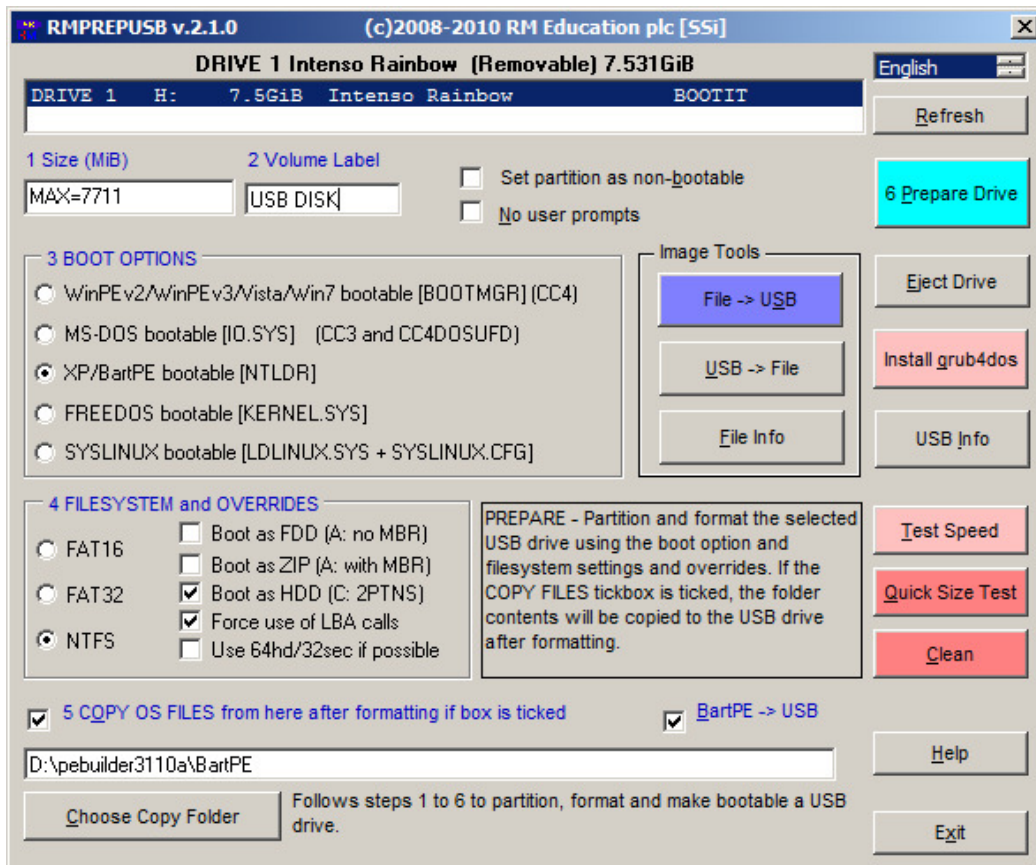 RMPREPUSB v.2.1.0 (c)2008-2010 RM Education plc [SSi]
DRIVE 1 Intenso Rainbow (Removable) 7.531GiB
English
DRIVE 1 H: 7.5GiB Intenso Rainbow BOOTIT
Refresh
1 Size (MiB)
2 Volume Label
MAX=7711
USB DISK
Set partition as non-bootable
No user prompts
6 Prepare Drive
3 BOOT OPTIONS
WinPEv2/WinPEv3/Vista/Win7 bootable [BOOTMGR] (CC4)
MS-DOS bootable [IO.SYS] (CC3 and CC4DOSUFD)
XP/BartPE bootable [NTLDR]
FREEDOS bootable [KERNEL.SYS]
SYSLINUX bootable [LDLINUX.SYS + SYSLINUX.CFG]
Image Tools
File -> USB
USB -> File
File Info
Eject Drive
Install grub4dos
USB Info
4 FILESYSTEM and OVERRIDES
FAT16
FAT32
NTFS
Boot as FDD (A: no MBR)
Boot as ZIP (A: with MBR)
Boot as HDD (C: 2PTNS)
Force use of LBA calls
Use 64hd/32sec if possible
PREPARE - Partition and format the selected
USB drive using the boot option and
filesystem settings and overrides. If the
COPY FILES tickbox is ticked, the folder
contents will be copied to the USB drive
after formatting.
Test Speed
Quick Size Test
Clean
5 COPY OS FILES from here after formatting if box is ticked
BartPE -> USB
D:\pebuilder3110a\BartPE
Help
Choose Copy Folder
Follows steps 1 to 6 to partition, format and make bootable a USB
drive.
Exit